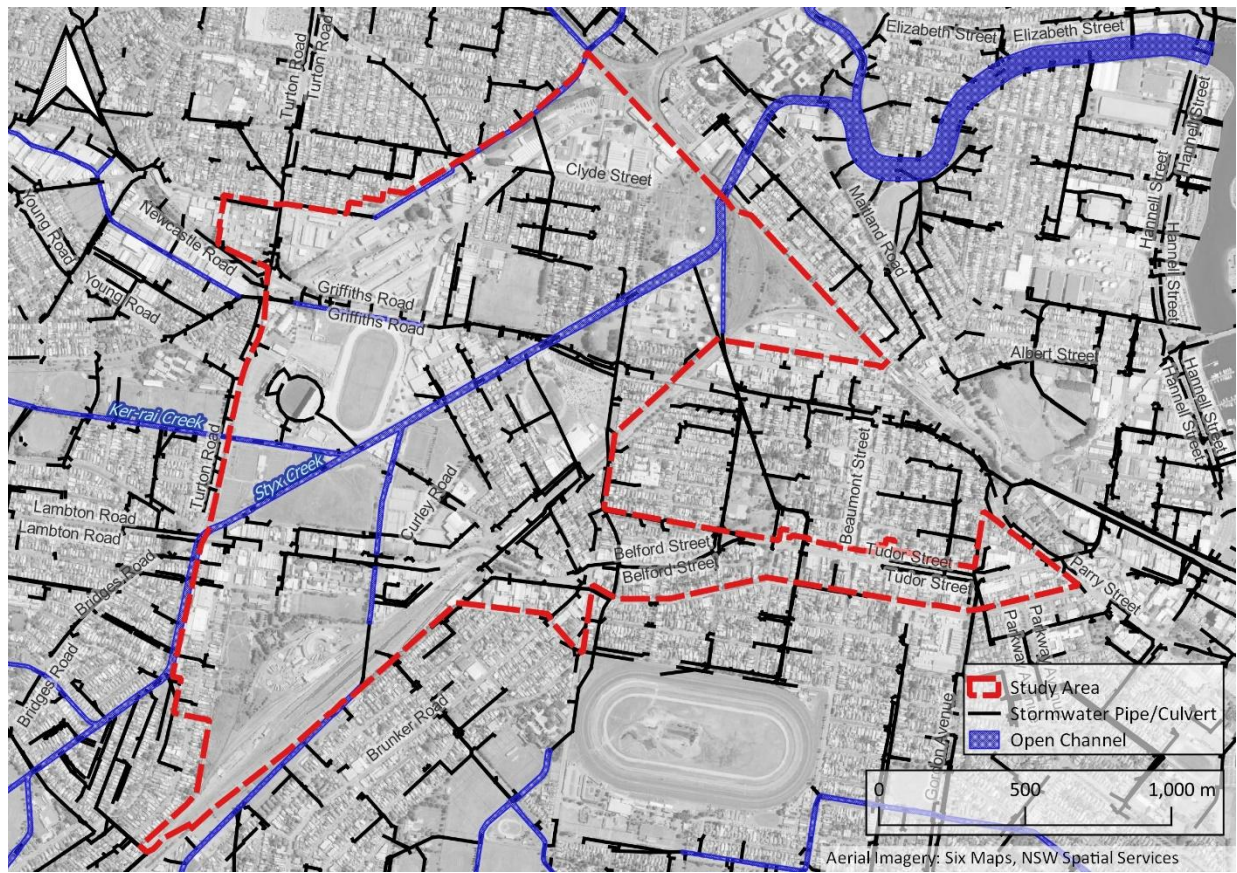 Elizabeth Street
Elizabeth Street
Turton Road
Turton Road
Hannell Street
Clyde Street
Maitland Road
Hannell Street
Hannell Street
Young Road
Newcastle Road
Young Road
Griffiths Road
Griffiths Road
Albert Street
Hannell Street
Hannell Street
Ker-rai Creek
Turton Road
Styx Creek
Curley Road
Beaumont Street
Lambton Road
Lambton Road
Bridges Road
Belford Street
Belford Street
Tudor Street
Tudor Street
Parry Street
Parkway Avenue
Bridges Road
Brunker Road
Gordon Avenue
Study Area
Stormwater Pipe/Culvert
Open Channel
0 500 1,000 m
Aerial Imagery: Six Maps, NSW Spatial Services